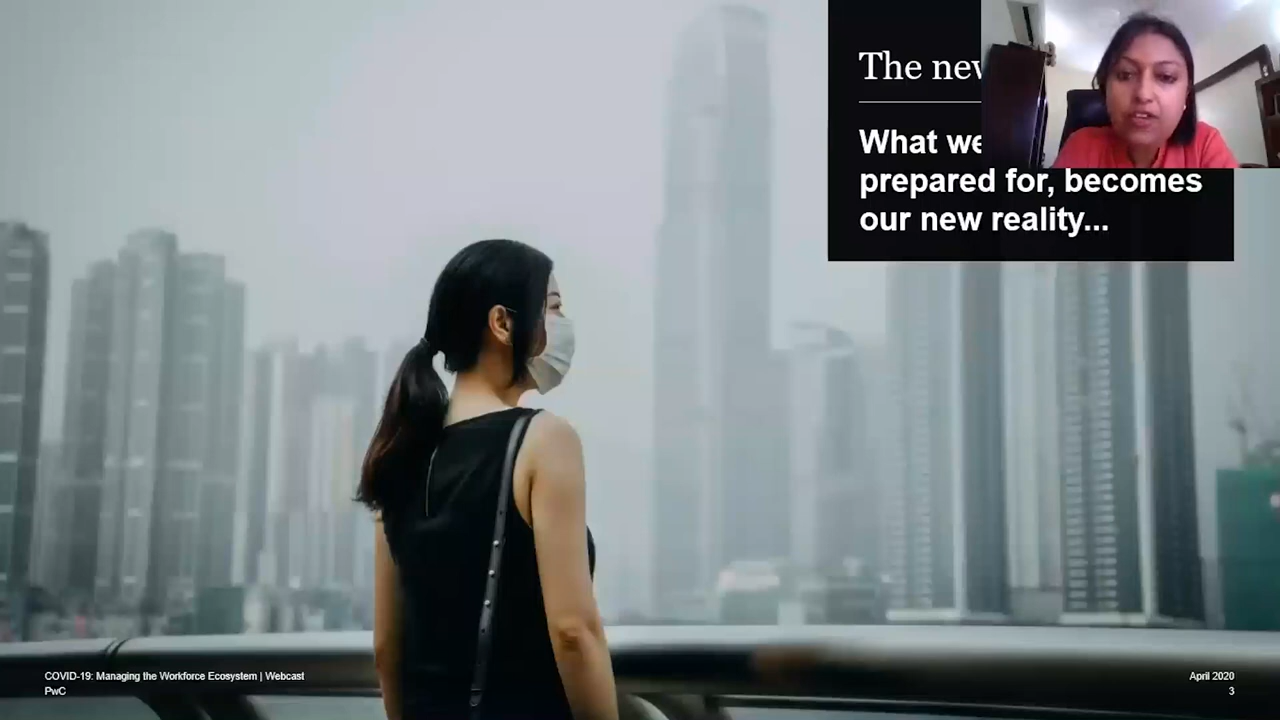 The new
What we
prepared for, becomes
our new reality...
COVID-19: Managing the Workforce Ecosystem | Webcast
PwC
April 2020
3